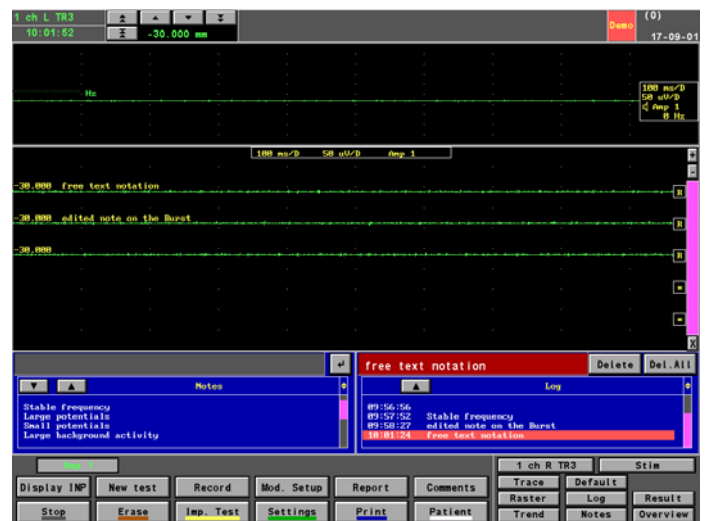 1 ch L TR3
10:01:52
-30.000 mm
Demo
(0)
17-09-01
Hz
100 ms/D
50 uV/D
Amp 1
0 Hz
100 ms/D 50 uV/D Amp 1
+
-
-30.000 free text notation
R
-30.000 edited note on the Burst
R
-30.000
R
X
free text notation Delete Del.All
Notes
Log
Stable frequency
Large potentials
Small potentials
Large background activity
09:56:56
09:57:52 Stable frequency
09:58:27 edited note on the Burst
10:01:24 free text notation
Amp 1
1 ch R TR3 Stim
Display INP New test Record Mod. Setup Report Comments
Trace Default
Raster Log Result
Stop Erase Imp. Test Settings Print Patient
Trend Notes Overview